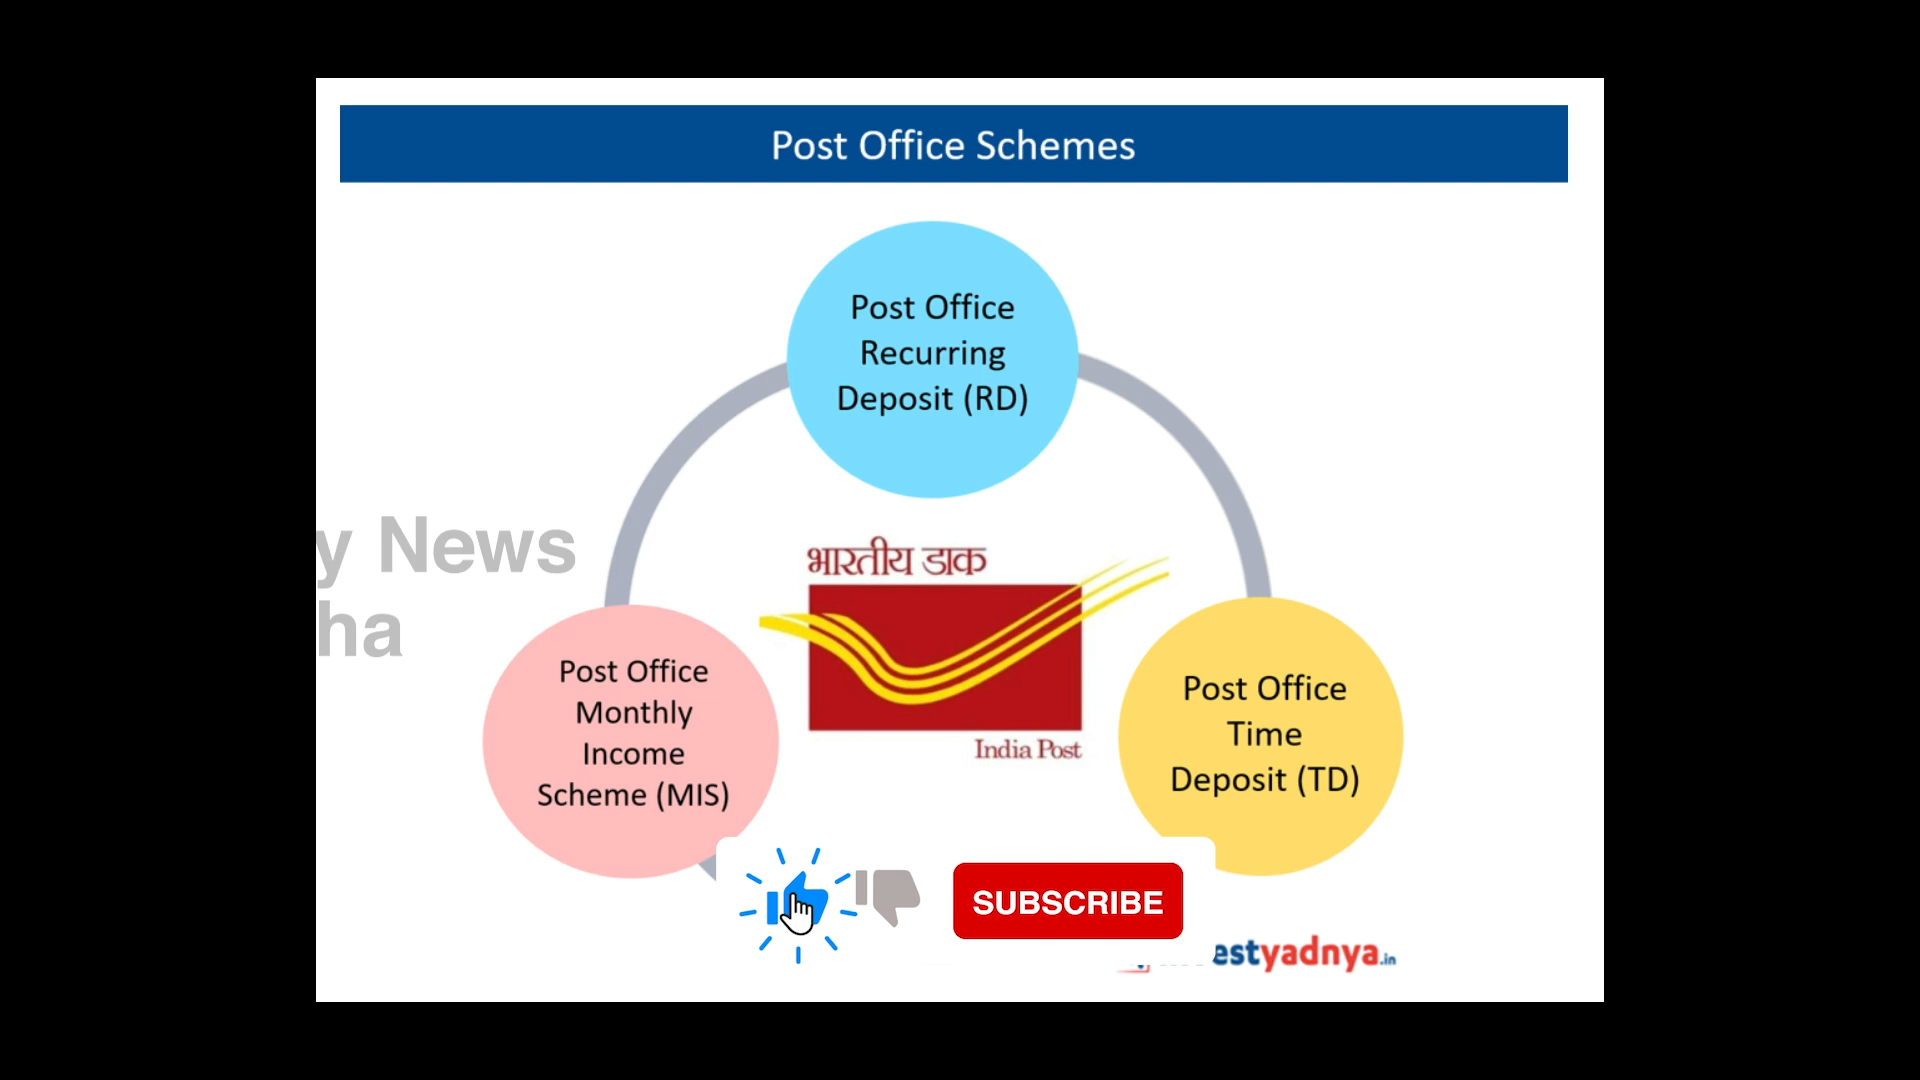 Post Office Schemes
Post Office
Recurring
Deposit (RD)
y News
ha
भारतीय डाक
India Post
Post Office
Monthly
Income
Scheme (MIS)
Post Office
Time
Deposit (TD)
SUBSCRIBE
estyadnya.in